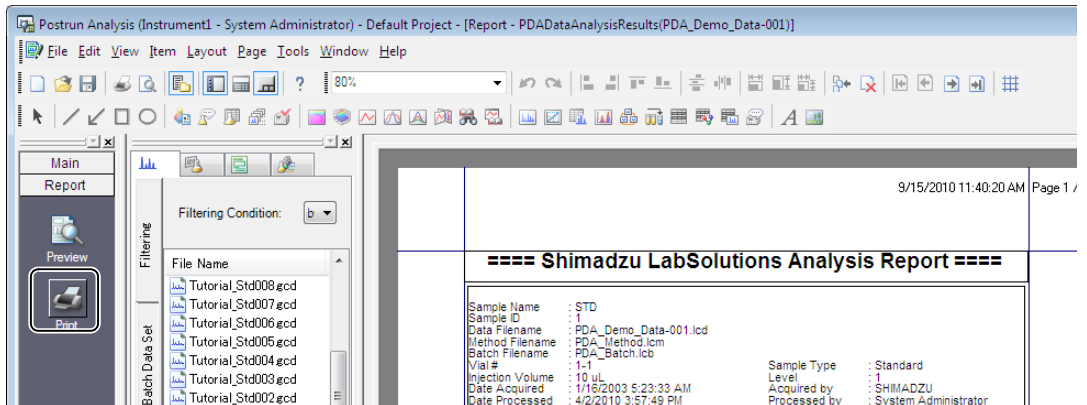 Postrun Analysis (Instrument1 - System Administrator) - Default Project - [Report - PDADataAnalysisResults(PDA_Demo_Data-001)]
File Edit View Item Layout Page Tools Window Help
80%
Main
Report
Preview
Print
Filtering
Batch Data Set
Filtering Condition: b
File Name
Tutorial_Std008.gcd
Tutorial_Std007.gcd
Tutorial_Std006.gcd
Tutorial_Std005.gcd
Tutorial_Std004.gcd
Tutorial_Std003.gcd
Tutorial_Std002.gcd
9/15/2010 11:40:20 AM Page 1 /
==== Shimadzu LabSolutions Analysis Report ====
Sample Name : STD
Sample ID : 1
Data Filename : PDA_Demo_Data-001.lcd
Method Filename : PDA_Method.lcm
Batch Filename : PDA_Batch.lcb
Vial # : 1-1 Sample Type : Standard
Injection Volume : 10 uL Level : 1
Date Acquired : 1/16/2003 5:23:33 AM Acquired by : SHIMADZU
Date Processed : 4/2/2010 3:57:49 PM Processed by : System Administrator